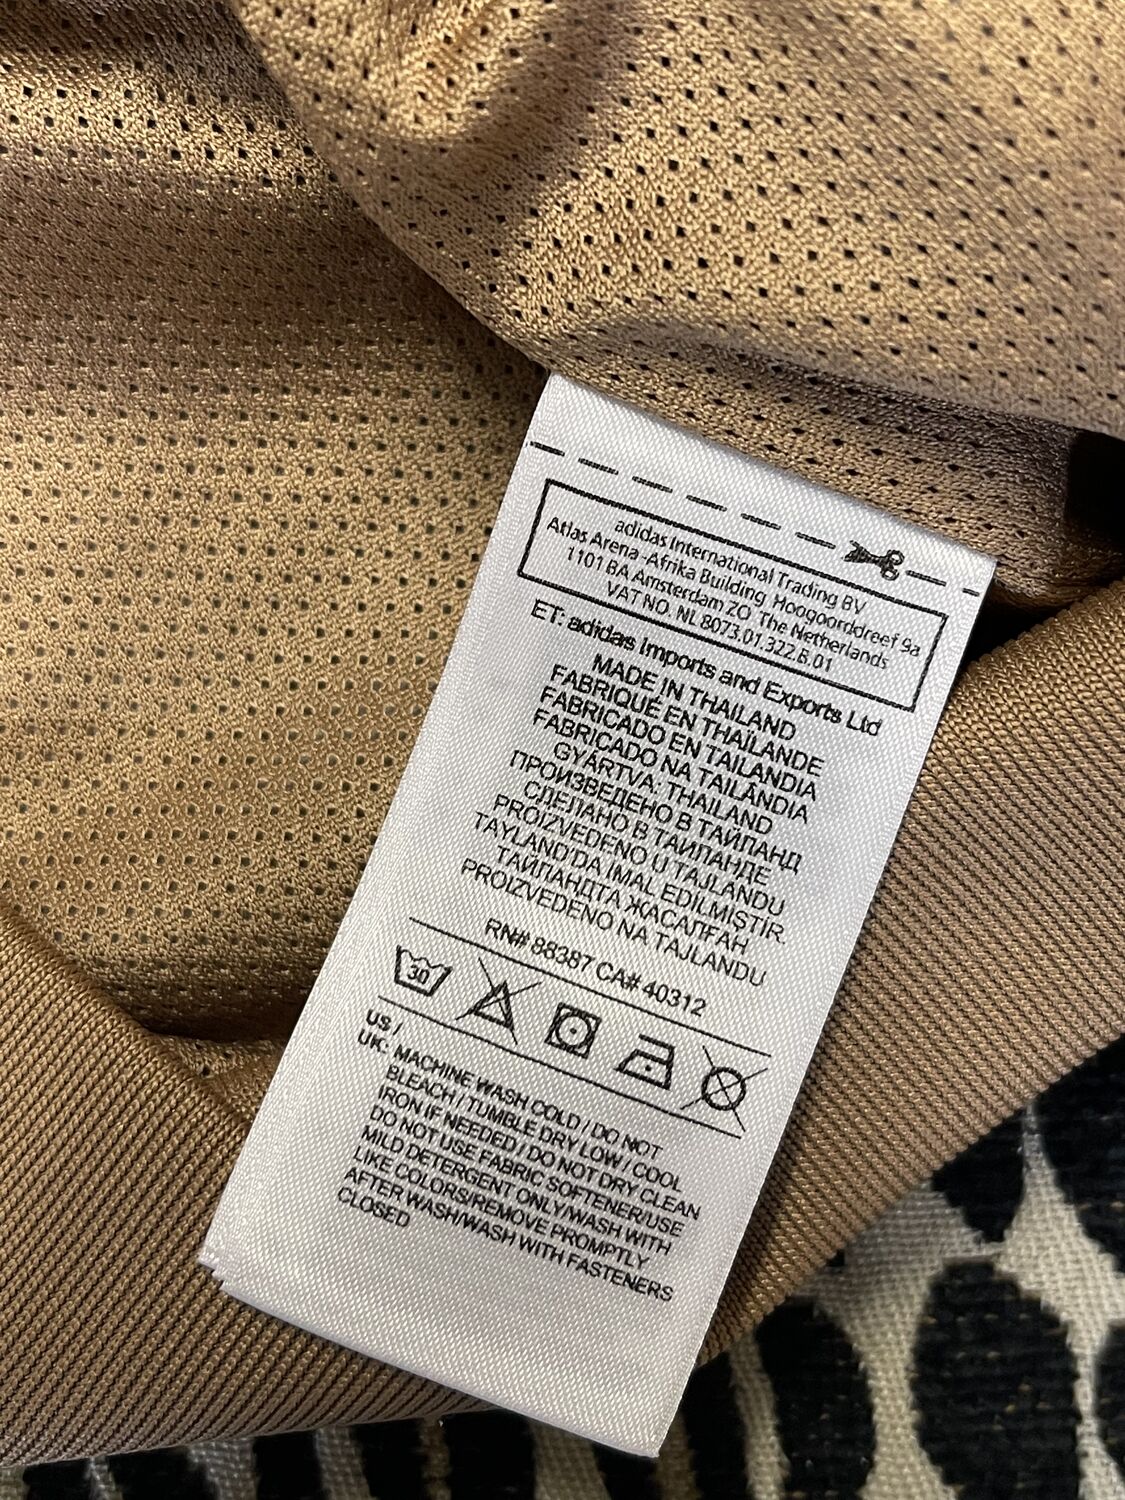 adidas International Trading BV
Atlas Arena-Afrika Building, Hoogoorddreef 9a
1101 BA Amsterdam ZO The Netherlands
VAT NO. NL 8073.01.322.B.01
ET: adidas Imports and Exports Ltd
MADE IN THAILAND
FABRIQUÉ EN THAÏLANDE
FABRICADO EN TAILANDIA
FABRICADO NA TAILÂNDIA
GYÁRTVA: THAILAND
ПРОИЗВЕДЕНО В ТАЙЛАНД
СДЕЛАНО В ТАИЛАНДЕ
PROIZVEDENO U TAJLANDU
TAYLAND'DA İMAL EDİLMİŞTİR.
ТАЙЛАНДТА ЖАСАЛҒАН
PROIZVEDENO NA TAJLANDU
RN# 88387 CA# 40312
30
US /
UK: MACHINE WASH COLD / DO NOT
BLEACH / TUMBLE DRY LOW / COOL
IRON IF NEEDED / DO NOT DRY CLEAN
DO NOT USE FABRIC SOFTENER/USE
MILD DETERGENT ONLY/WASH WITH
LIKE COLORS/REMOVE PROMPTLY
AFTER WASH/WASH WITH FASTENERS
CLOSED